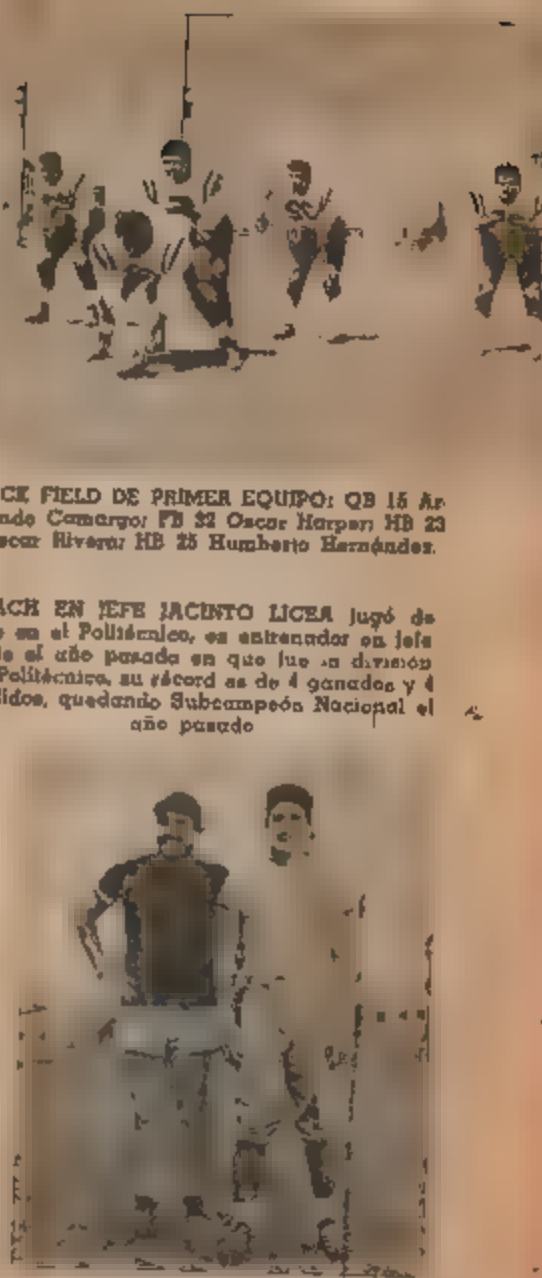 CK FIELD DE PRIMER EQUIPO: QB 15 Ar-
ndo Camargo; FB 32 Oscar Harper; HB 23
scar Rivera; HB 25 Humberto Hernández.
ACH EN JEFE JACINTO LICEA Jugó de
en el Politécnico, es entrenador en jefe
e el año pasado en que fue la división
Politécnico, su récord es de 4 ganados y 4
didos, quedando Subcampeón Nacional el
año pasado